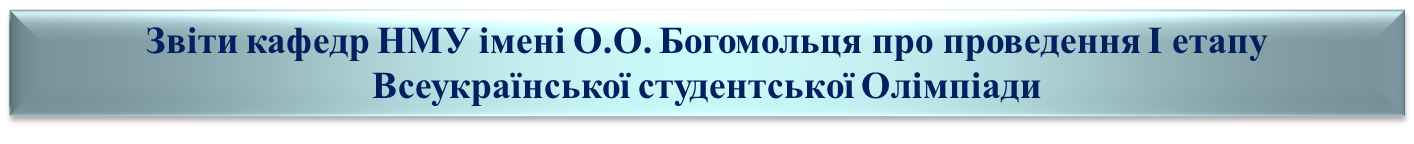 Звіти кафедр НМУ імені О.О. Богомольця про проведення І етапу
Всеукраїнської студентської Олімпіади